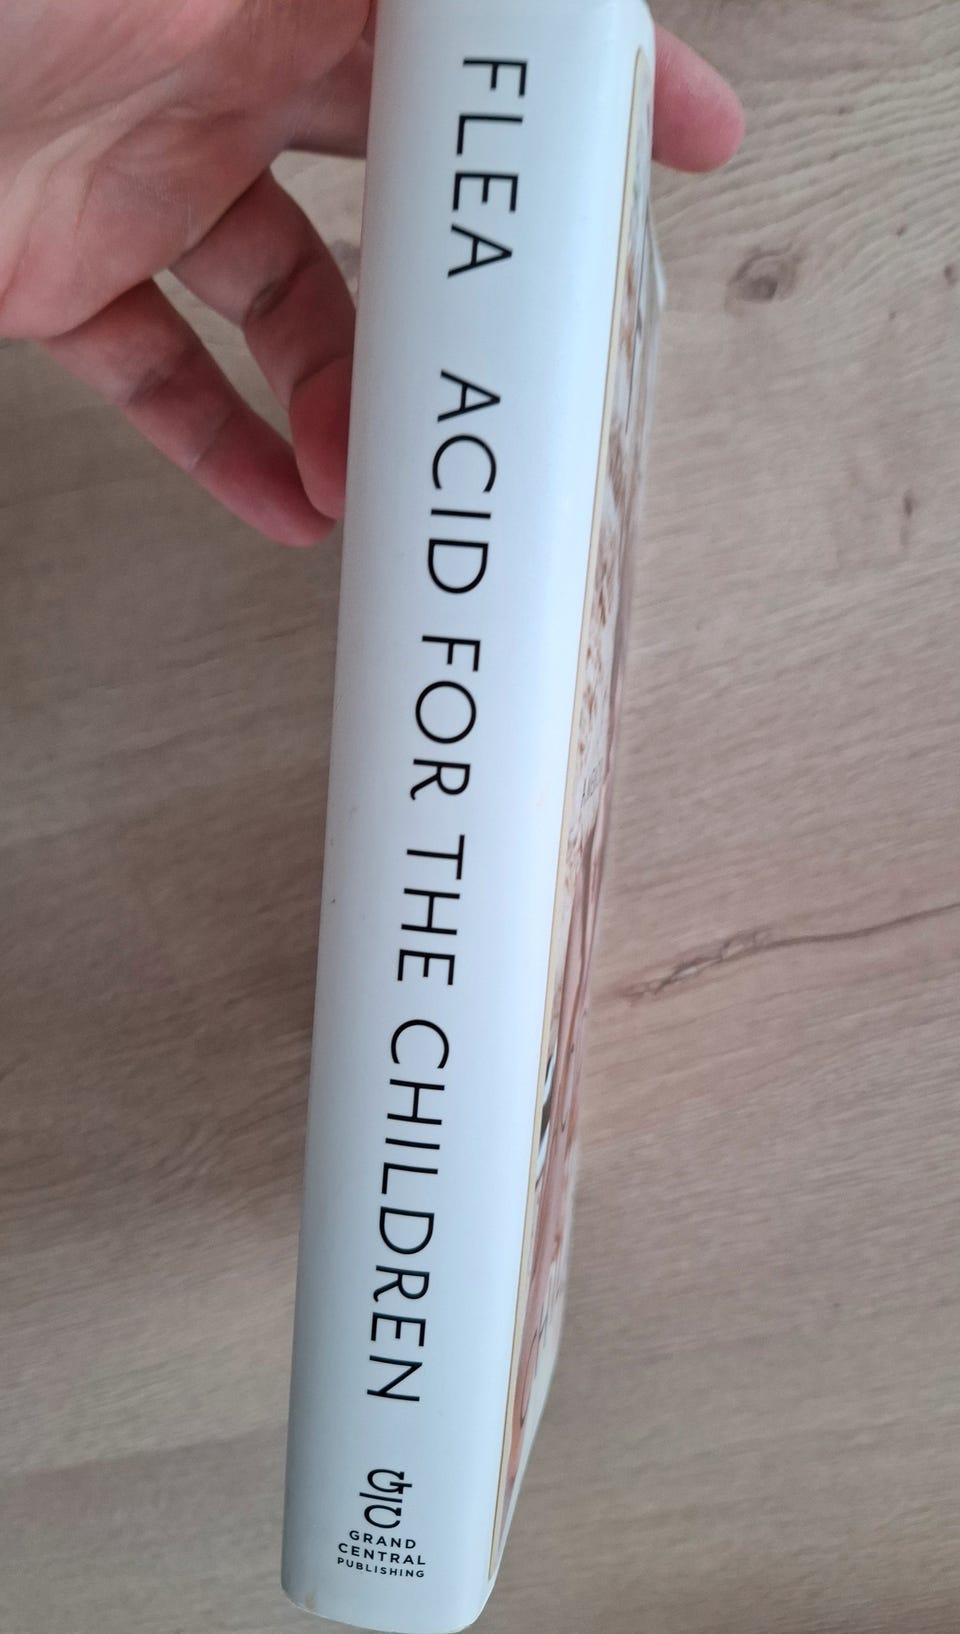 FLEA ACID FOR THE CHILDREN
GRAND
CENTRAL
PUBLISHING